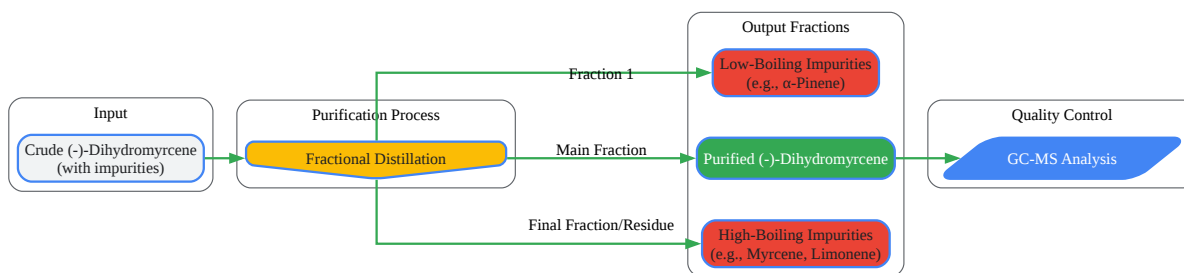 Input
Crude (-)-Dihydromyrcene
(with impurities)
Purification Process
Fractional Distillation
Fraction 1
Main Fraction
Final Fraction/Residue
Output Fractions
Low-Boiling Impurities
(e.g., α-Pinene)
Purified (-)-Dihydromyrcene
High-Boiling Impurities
(e.g., Myrcene, Limonene)
Quality Control
GC-MS Analysis